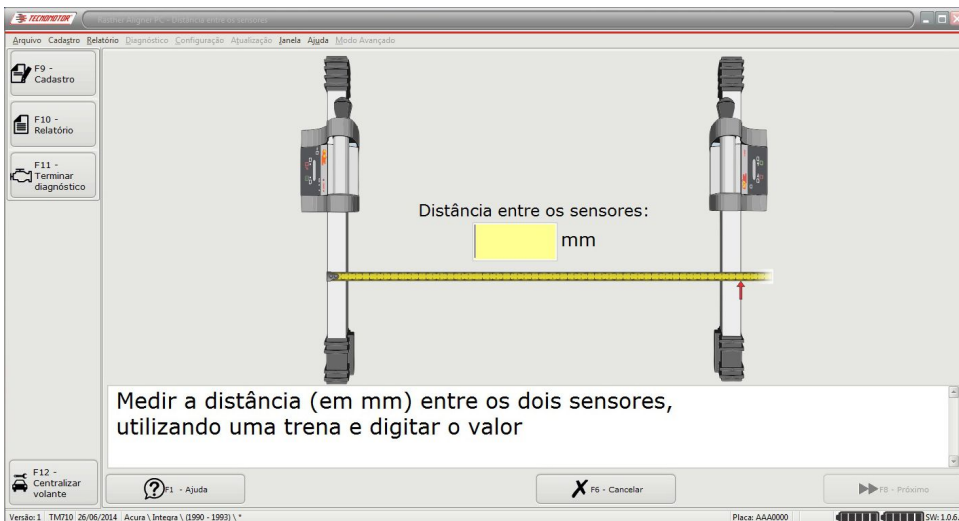 TECNOMOTOR
Rasther Aligner PC - Distância entre os sensores
Arquivo Cadastro Relatório Diagnóstico Configuração Atualização Janela Ajuda Modo Avançado
F9 -
Cadastro
F10 -
Relatório
F11 -
Terminar
diagnóstico
Distância entre os sensores:
mm
Medir a distância (em mm) entre os dois sensores,
utilizando uma trena e digitar o valor
F12 -
Centralizar
volante
F1 - Ajuda
F6 - Cancelar
F8 - Próximo
Versão: 1 TM710 26/06/2014 Acura \ Integra \ (1990 - 1993) \ *
Placa: AAA0000
SW: 1.0.6.